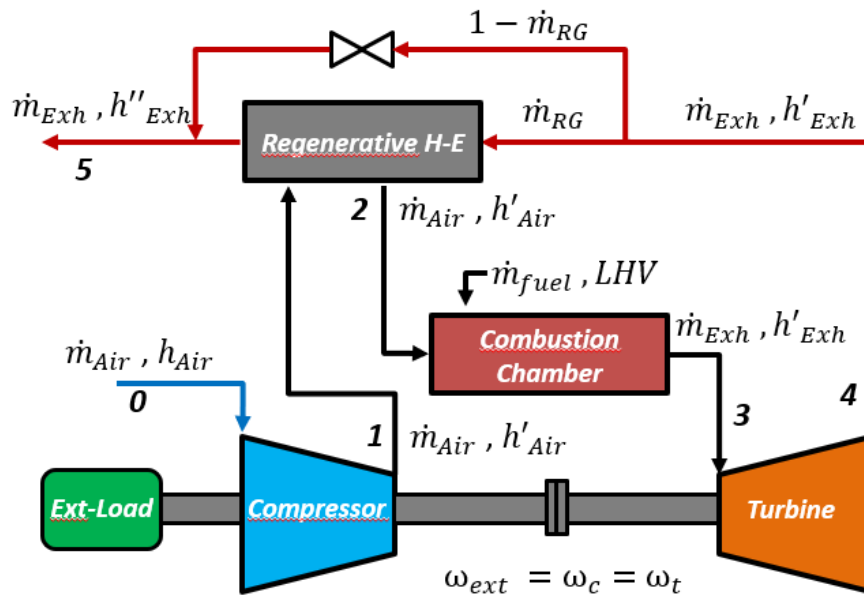 1 − ṁ_RG
ṁ_Exh , h''_Exh
ṁ_RG
ṁ_Exh , h'_Exh
Regenerative H-E
5
2
ṁ_Air , h'_Air
ṁ_fuel , LHV
ṁ_Air , h_Air
0
Combustion
Chamber
ṁ_Exh , h'_Exh
1
ṁ_Air , h'_Air
3
4
Ext-Load
Compressor
Turbine
ω_ext = ω_c = ω_t